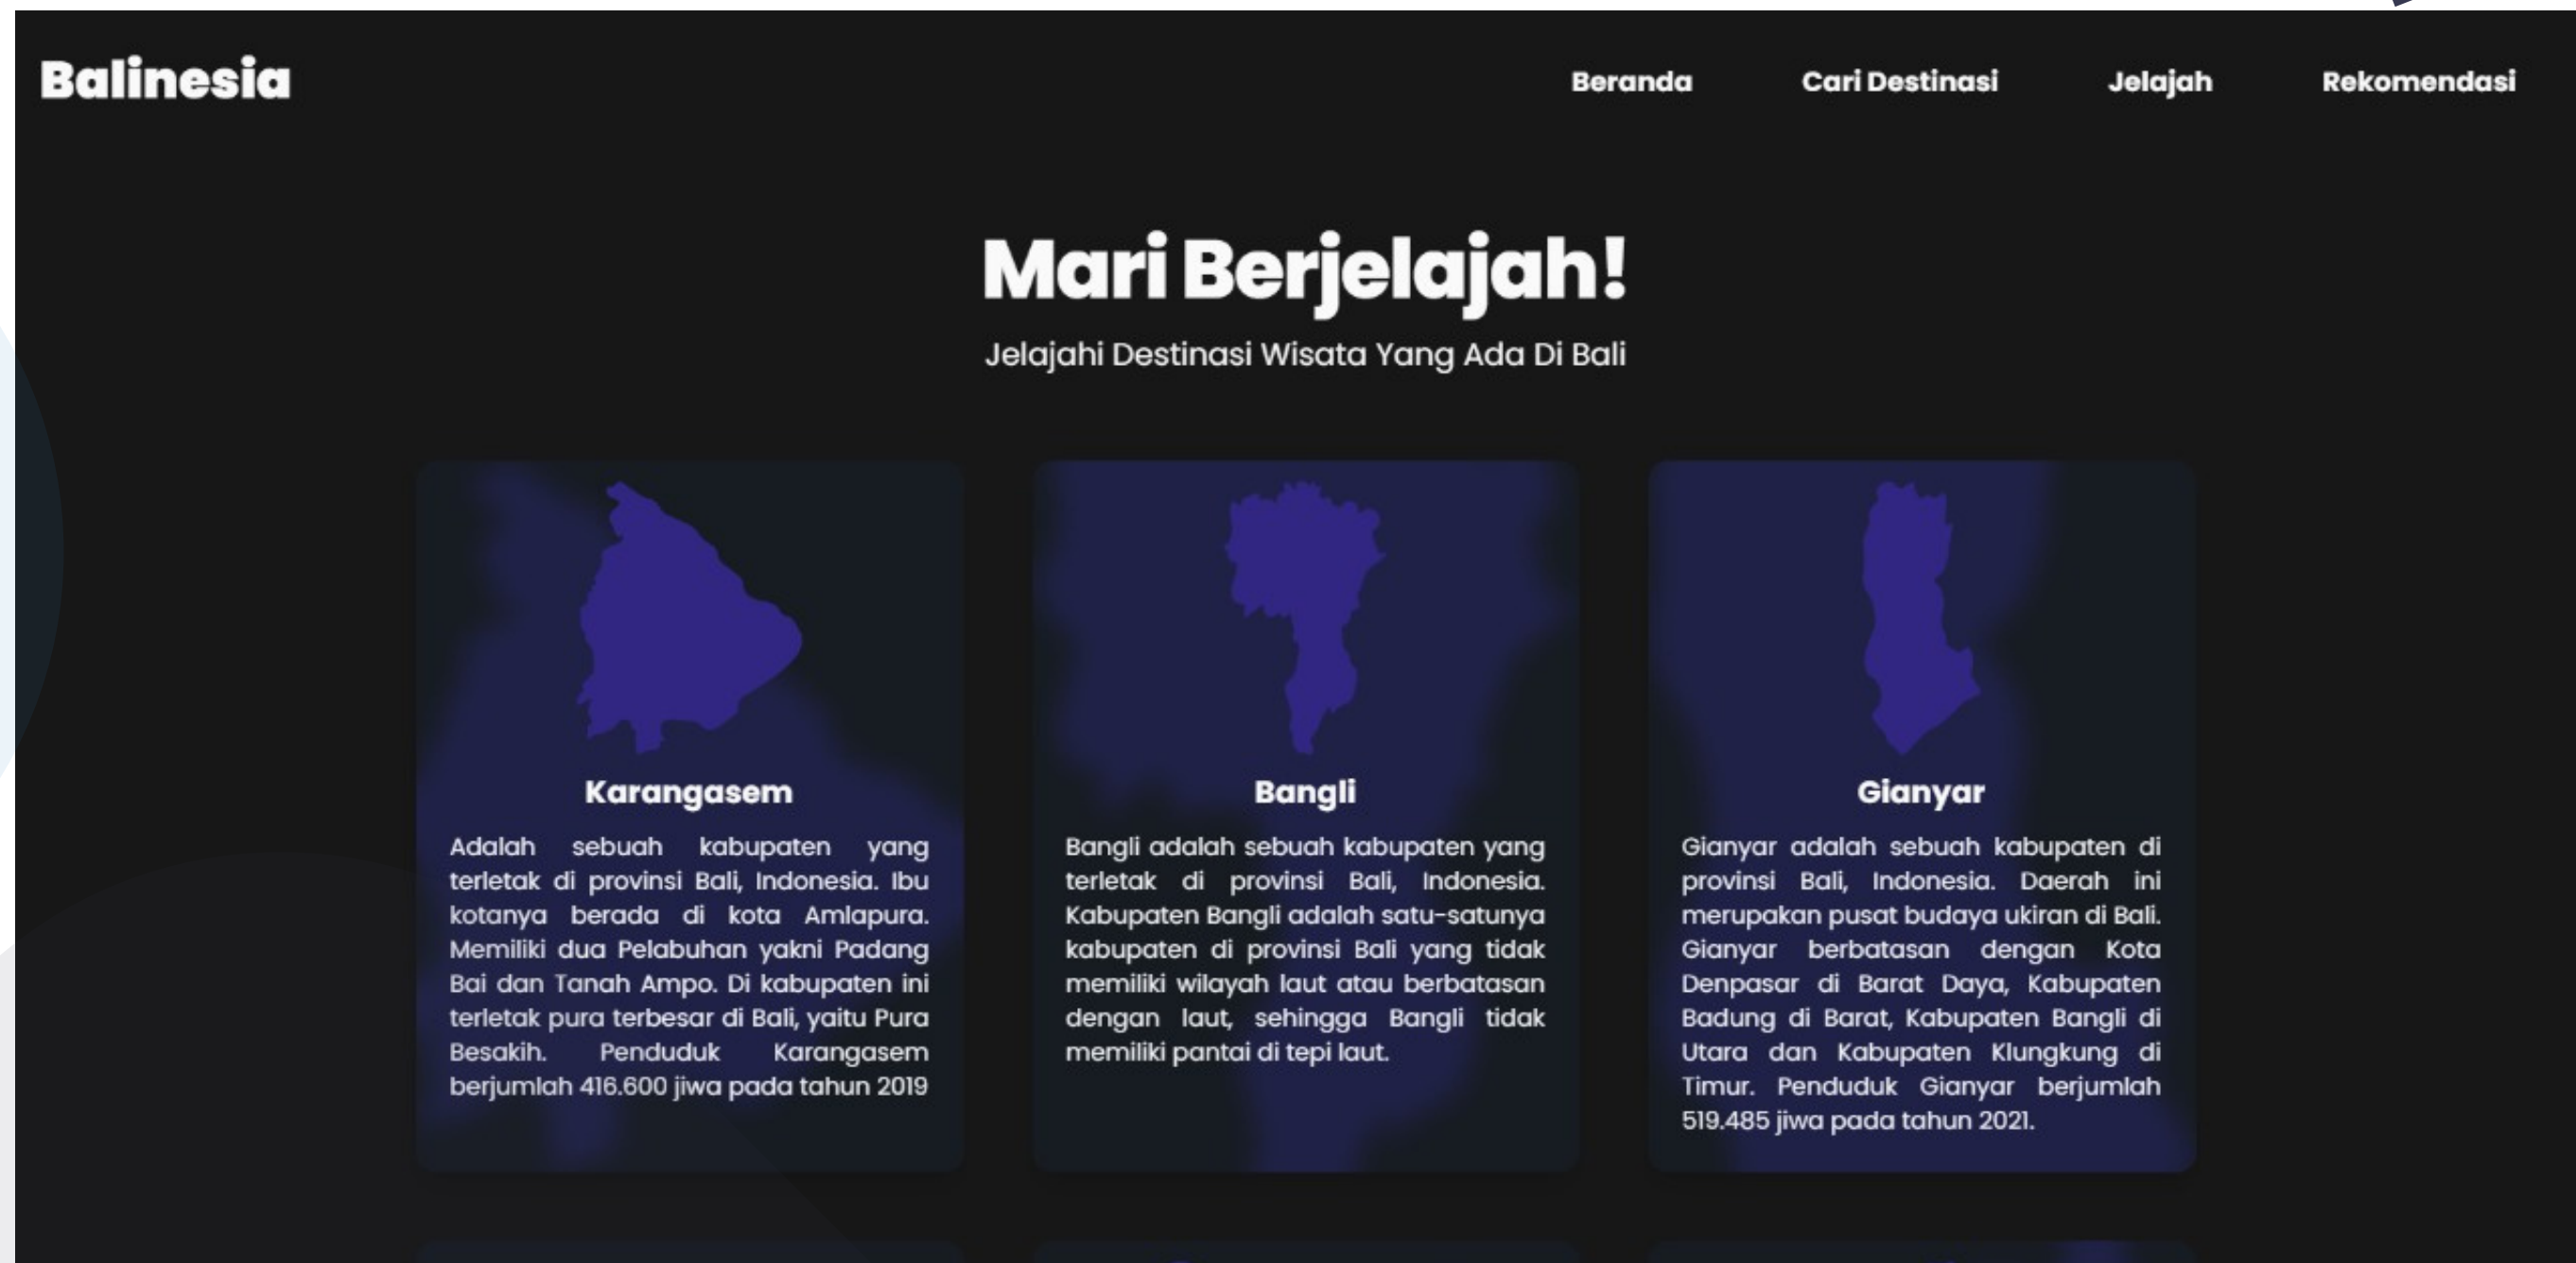 Balinesia
Beranda
Cari Destinasi
Jelajah
Rekomendasi
Mari Berjelajah!
Jelajahi Destinasi Wisata Yang Ada Di Bali
Karangasem
Adalah sebuah kabupaten yang
terletak di provinsi Bali, Indonesia. Ibu
kotanya berada di kota Amlapura.
Memiliki dua Pelabuhan yakni Padang
Bai dan Tanah Ampo. Di kabupaten ini
terletak pura terbesar di Bali, yaitu Pura
Besakih. Penduduk Karangasem
berjumlah 416.600 jiwa pada tahun 2019
Bangli
Bangli adalah sebuah kabupaten yang
terletak di provinsi Bali, Indonesia.
Kabupaten Bangli adalah satu-satunya
kabupaten di provinsi Bali yang tidak
memiliki wilayah laut atau berbatasan
dengan laut, sehingga Bangli tidak
memiliki pantai di tepi laut.
Gianyar
Gianyar adalah sebuah kabupaten di
provinsi Bali, Indonesia. Daerah ini
merupakan pusat budaya ukiran di Bali.
Gianyar berbatasan dengan Kota
Denpasar di Barat Daya, Kabupaten
Badung di Barat, Kabupaten Bangli di
Utara dan Kabupaten Klungkung di
Timur. Penduduk Gianyar berjumlah
519.485 jiwa pada tahun 2021.